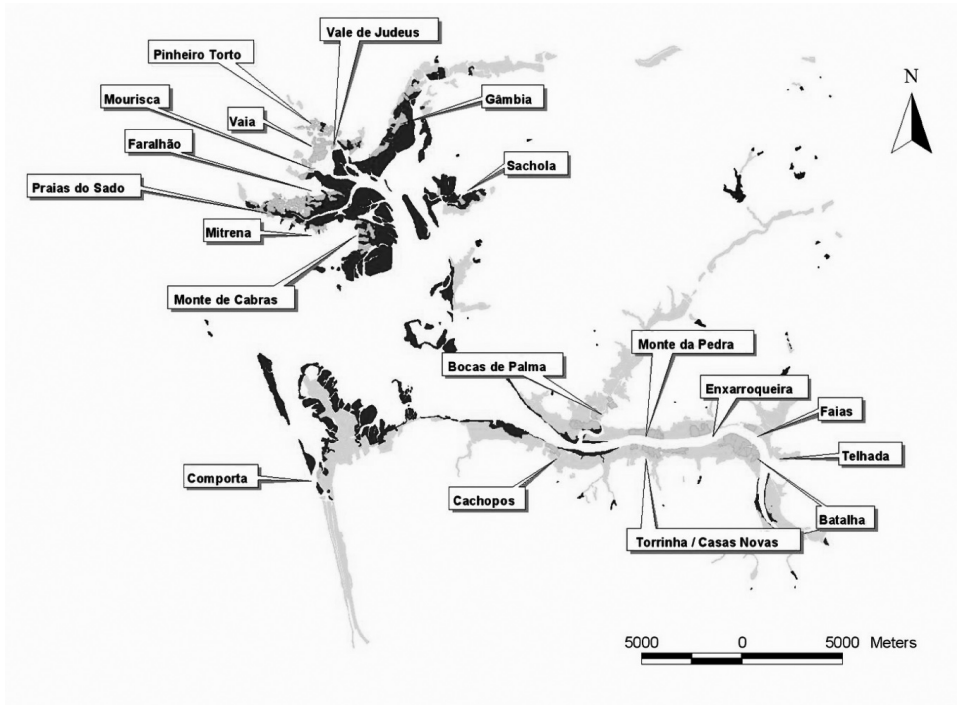 Vale de Judeus
Pinheiro Torto
Mourisca
Gâmbia
Vaia
Faralhão
Sachola
Praias do Sado
Mitrena
Monte de Cabras
N
Monte da Pedra
Bocas de Palma
Enxarroqueira
Faias
Telhada
Comporta
Cachopos
Batalha
Torrinha / Casas Novas
5000 0 5000 Meters